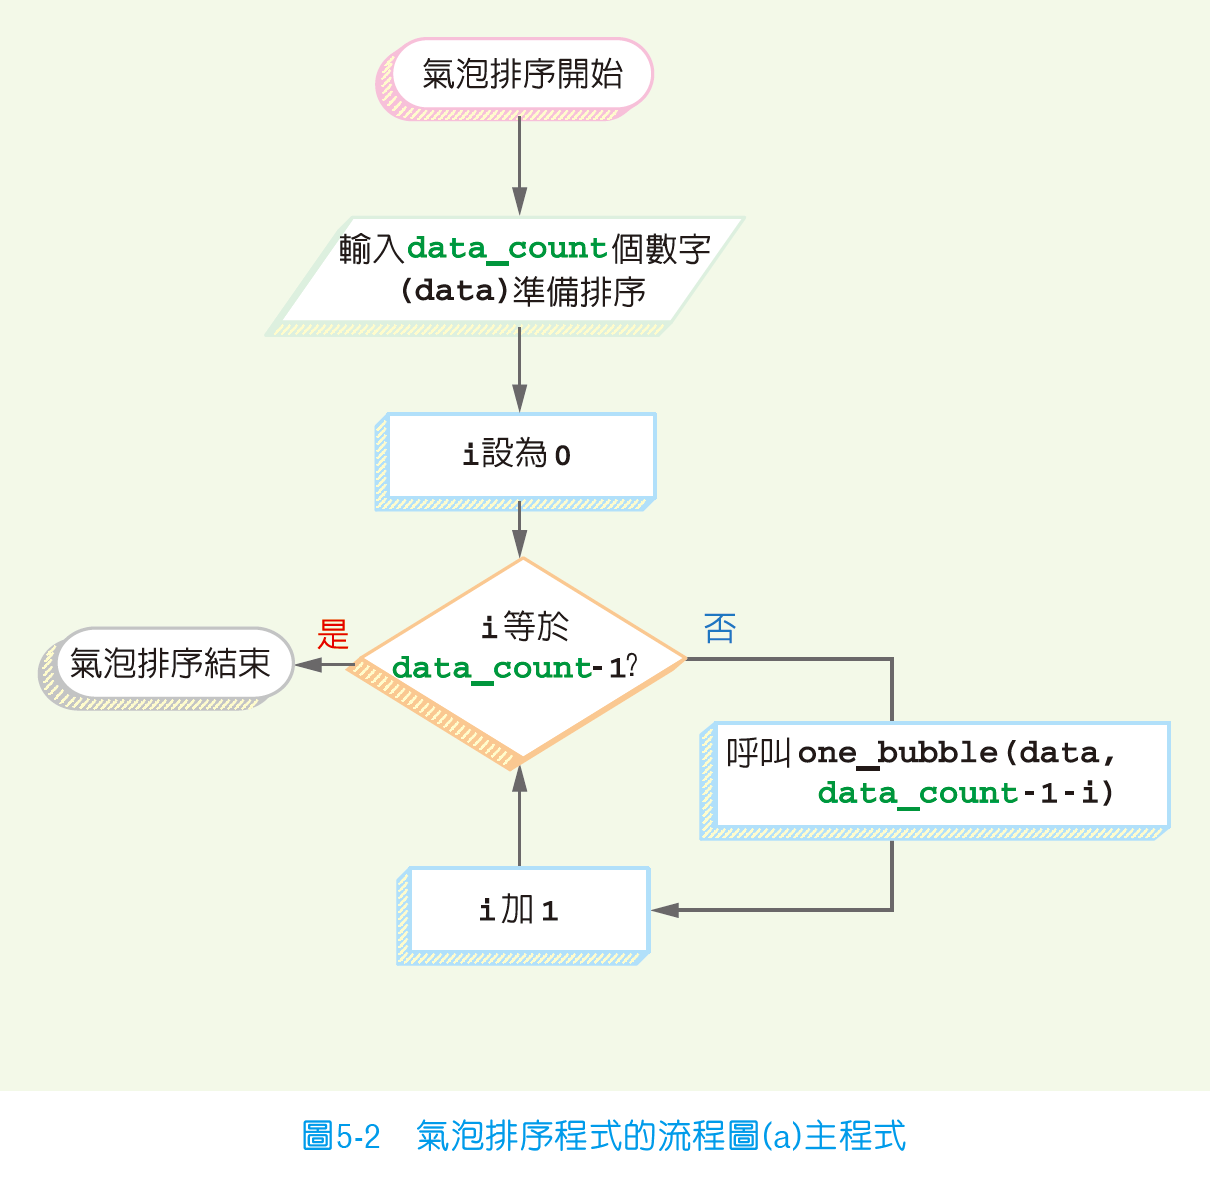 氣泡排序開始
輸入data_count個數字
(data)準備排序
i設為0
i等於
data_count-1?
是
否
氣泡排序結束
呼叫one_bubble(data,
data_count-1-i)
i加1
圖5-2 氣泡排序程式的流程圖(a)主程式